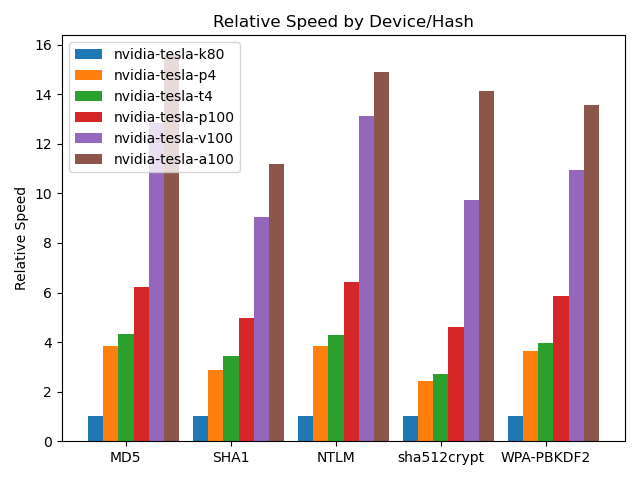 Relative Speed by Device/Hash
16
14
12
10
8
6
4
2
0
Relative Speed
nvidia-tesla-k80
nvidia-tesla-p4
nvidia-tesla-t4
nvidia-tesla-p100
nvidia-tesla-v100
nvidia-tesla-a100
MD5
SHA1
NTLM
sha512crypt
WPA-PBKDF2